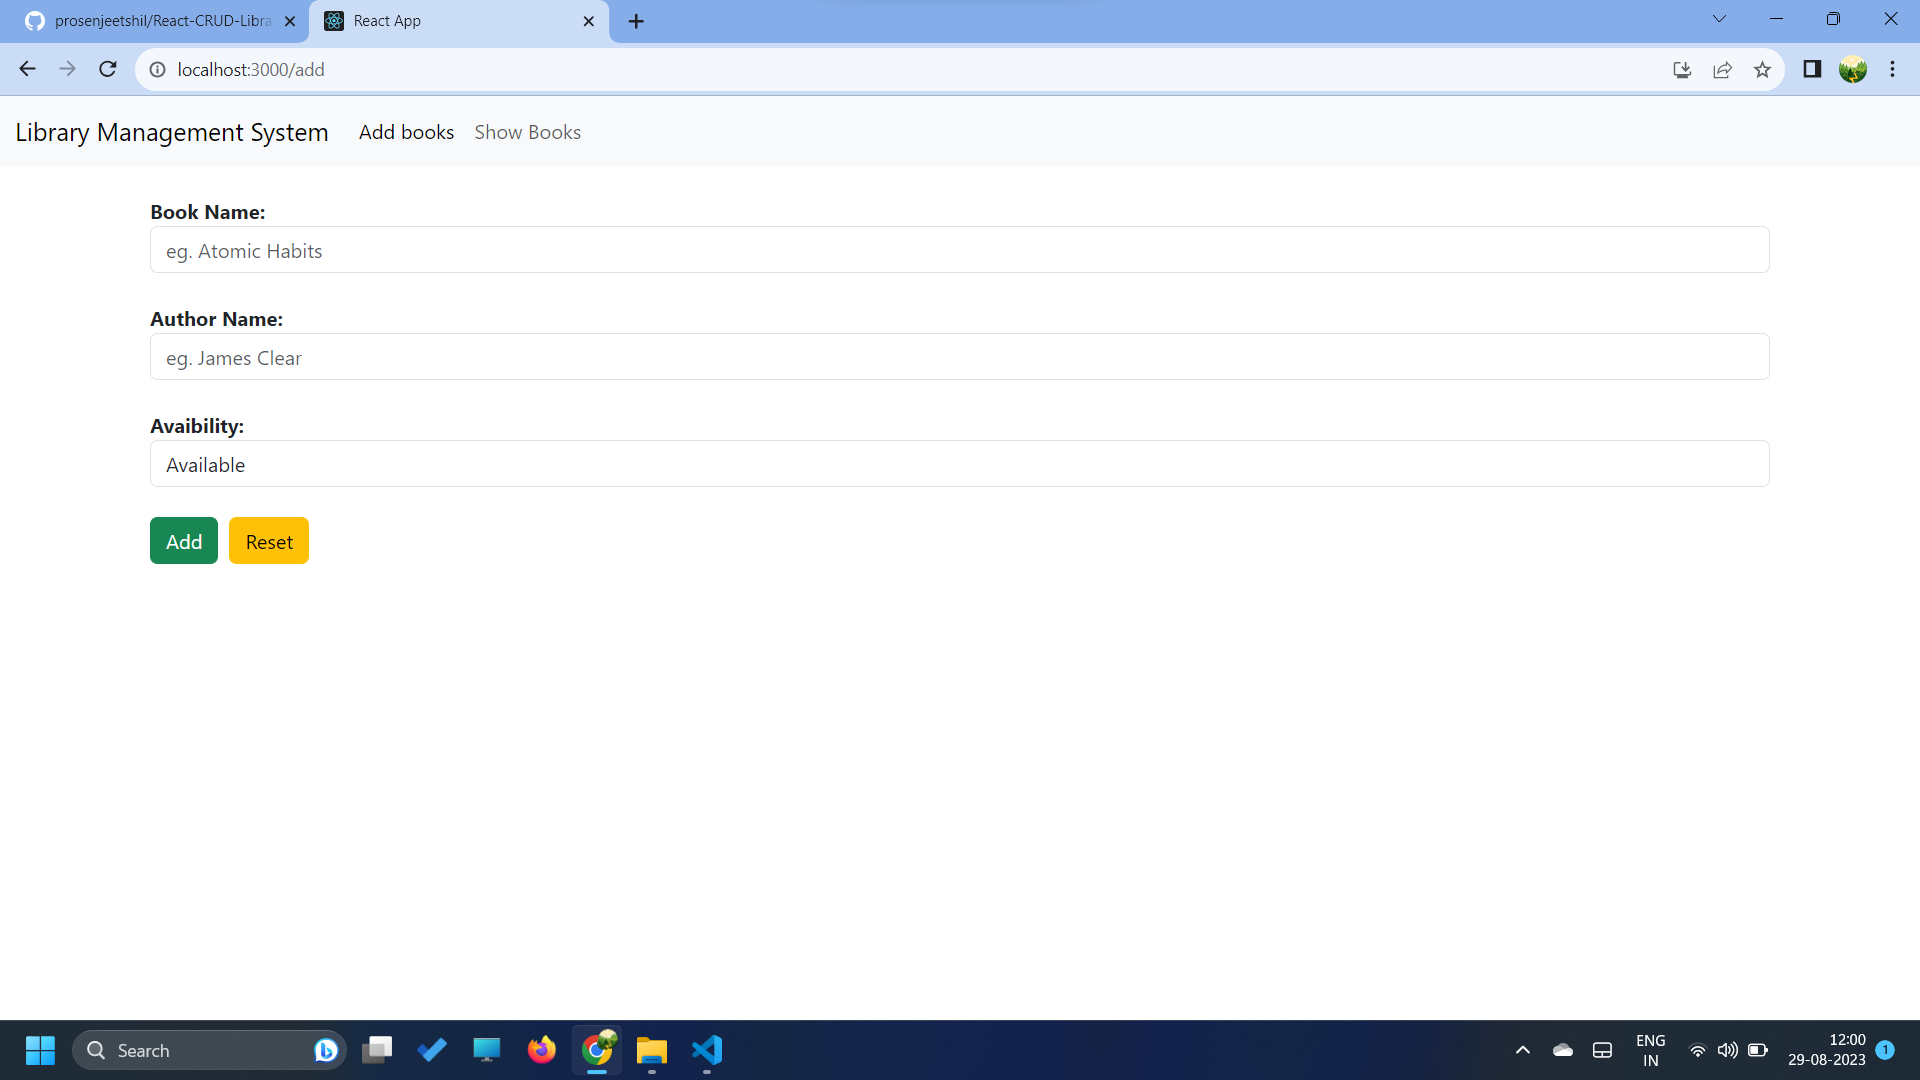 prosenjeetshil/React-CRUD-Libra
React App
localhost:3000/add
Library Management System Add books Show Books
Book Name:
eg. Atomic Habits
Author Name:
eg. James Clear
Avaibility:
Available
Add Reset
Search
ENG
IN
12:00
29-08-2023
1